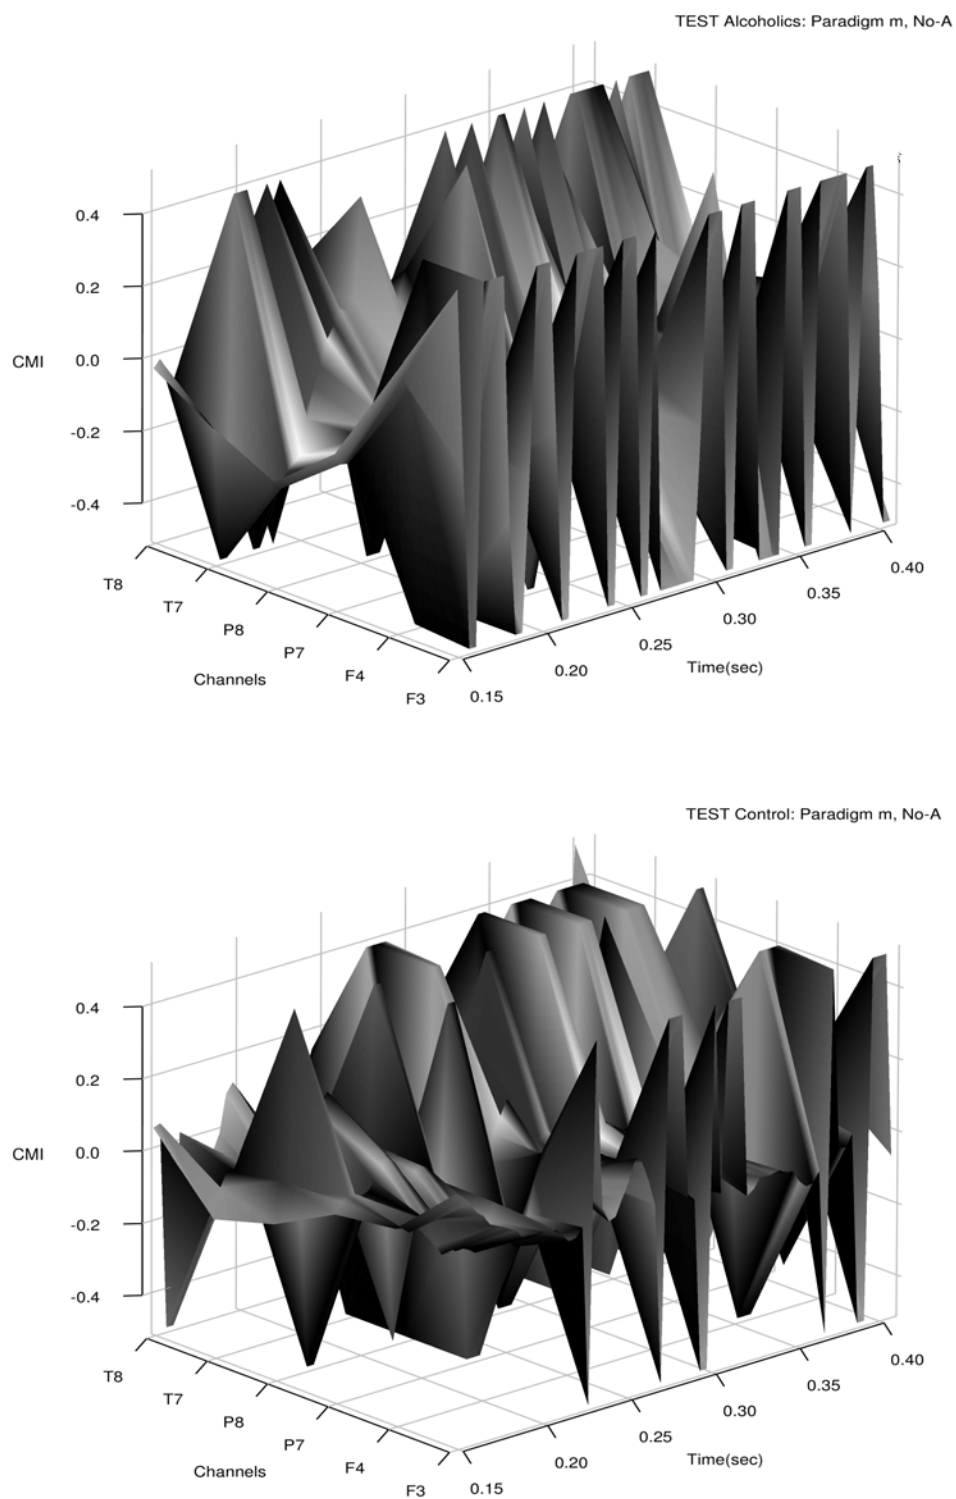 TEST Alcoholics: Paradigm m, No-A
0.4
0.2
0.0
CMI
-0.2
-0.4
T8
T7
P8
P7
F4
F3
Channels
0.15
0.20
0.25
0.30
0.35
0.40
Time(sec)
TEST Control: Paradigm m, No-A
0.4
0.2
0.0
CMI
-0.2
-0.4
T8
T7
P8
P7
F4
F3
Channels
0.15
0.20
0.25
0.30
0.35
0.40
Time(sec)